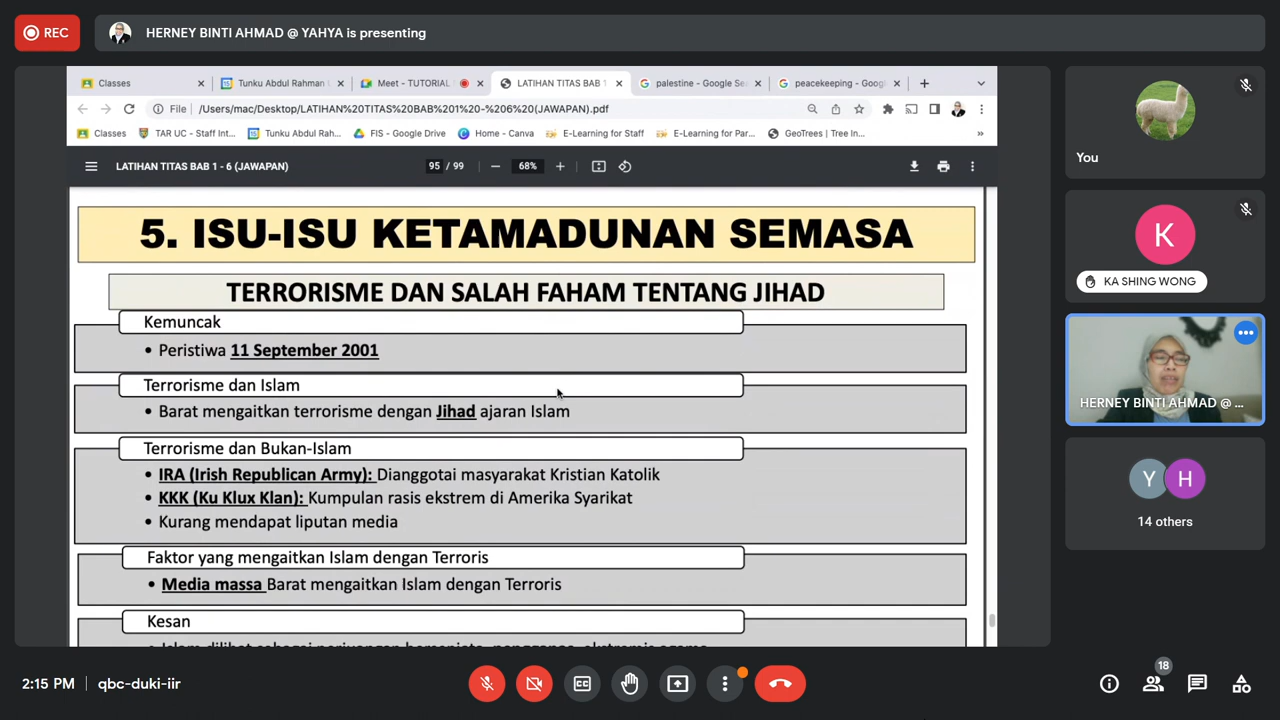 REC
HERNEY BINTI AHMAD @ YAHYA is presenting
Classes
Tunku Abdul Rahman
Meet - TUTORIAL
LATIHAN TITAS BAB 1
palestine - Google Se
peacekeeping - Goog
File
/Users/mac/Desktop/LATIHAN%20TITAS%20BAB%201%20-%206%20(JAWAPAN).pdf
Classes
TAR UC - Staff Int...
Tunku Abdul Rah...
FIS - Google Drive
Home - Canva
E-Learning for Staff
E-Learning for Par...
GeoTrees | Tree In...
»
LATIHAN TITAS BAB 1 - 6 (JAWAPAN)
95 / 99
68%
5. ISU-ISU KETAMADUNAN SEMASA
TERRORISME DAN SALAH FAHAM TENTANG JIHAD
Kemuncak
• Peristiwa 11 September 2001
Terrorisme dan Islam
• Barat mengaitkan terrorisme dengan Jihad ajaran Islam
Terrorisme dan Bukan-Islam
• IRA (Irish Republican Army): Dianggotai masyarakat Kristian Katolik
• KKK (Ku Klux Klan): Kumpulan rasis ekstrem di Amerika Syarikat
• Kurang mendapat liputan media
Faktor yang mengaitkan Islam dengan Terroris
• Media massa Barat mengaitkan Islam dengan Terroris
Kesan
You
K
KA SHING WONG
HERNEY BINTI AHMAD @ ...
Y
H
14 others
2:15 PM | qbc-duki-iir
18